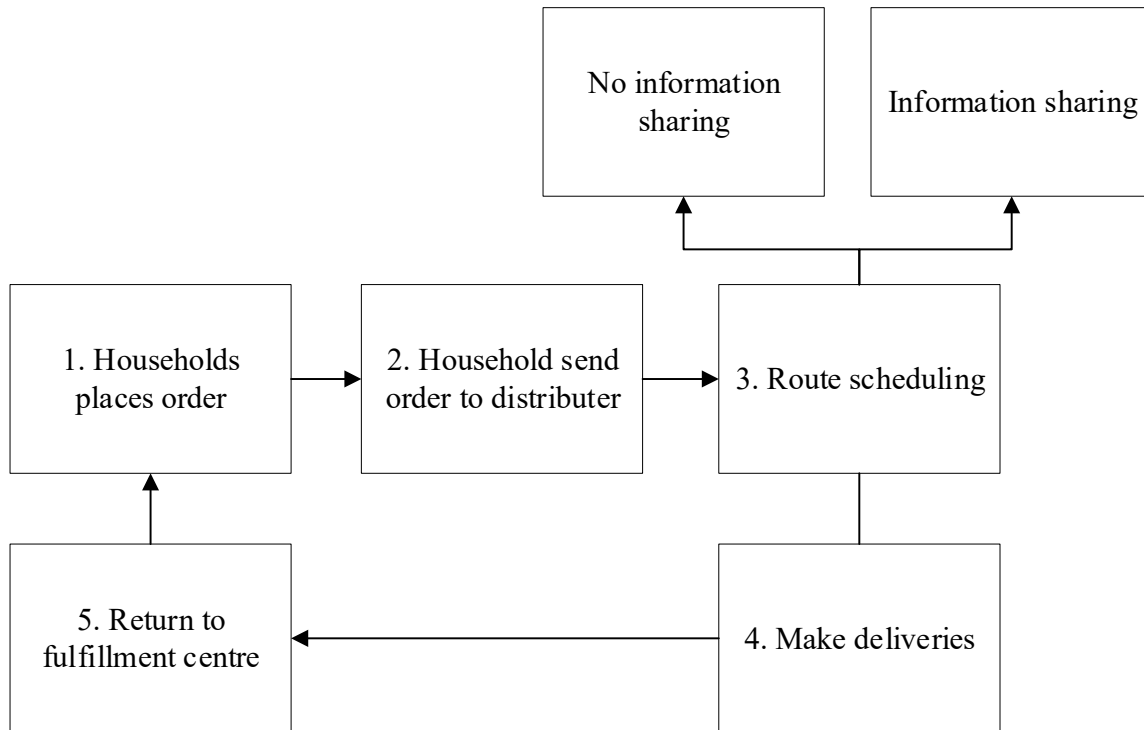 No information
sharing
Information sharing
1. Households
places order
2. Household send
order to distributer
3. Route scheduling
5. Return to
fulfillment centre
4. Make deliveries